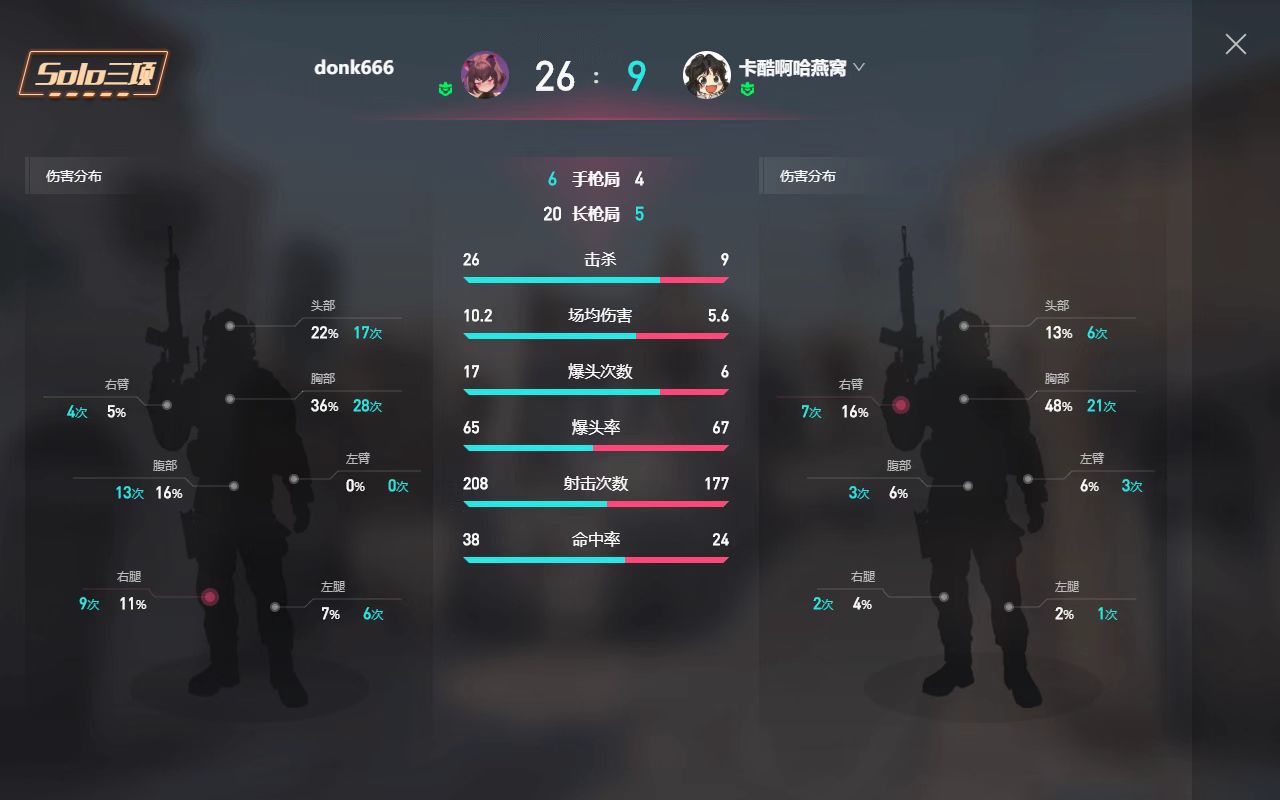 Solo三项
donk666
26 : 9
卡酷啊哈燕窝
伤害分布
头部
22% 17次
右臂
4次 5%
胸部
36% 28次
腹部
13次 16%
左臂
0% 0次
右腿
9次 11%
左腿
7% 6次
6 手枪局 4
20 长枪局 5
26 击杀 9
10.2 场均伤害 5.6
17 爆头次数 6
65 爆头率 67
208 射击次数 177
38 命中率 24
伤害分布
头部
13% 6次
右臂
7次 16%
胸部
48% 21次
腹部
3次 6%
左臂
6% 3次
右腿
2次 4%
左腿
2% 1次